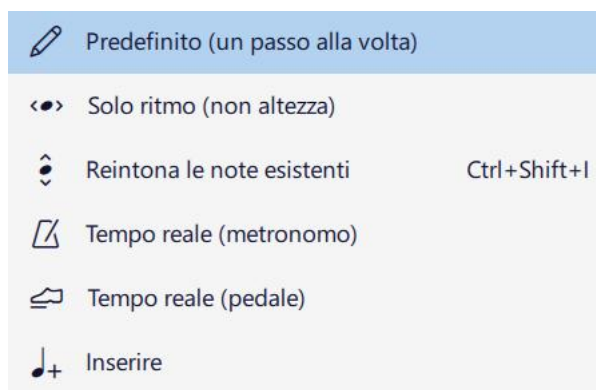 Predefinito (un passo alla volta)
Solo ritmo (non altezza)
Reintona le note esistenti Ctrl+Shift+I
Tempo reale (metronomo)
Tempo reale (pedale)
Inserire